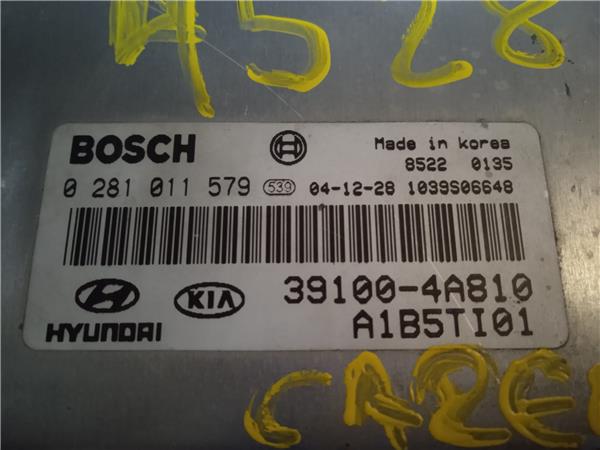 A528
BOSCH
Made in korea
8522 0135
0 281 011 579 539 04-12-28 1039S06648
39100-4A810
HYUNDAI KIA
A1B5TI01